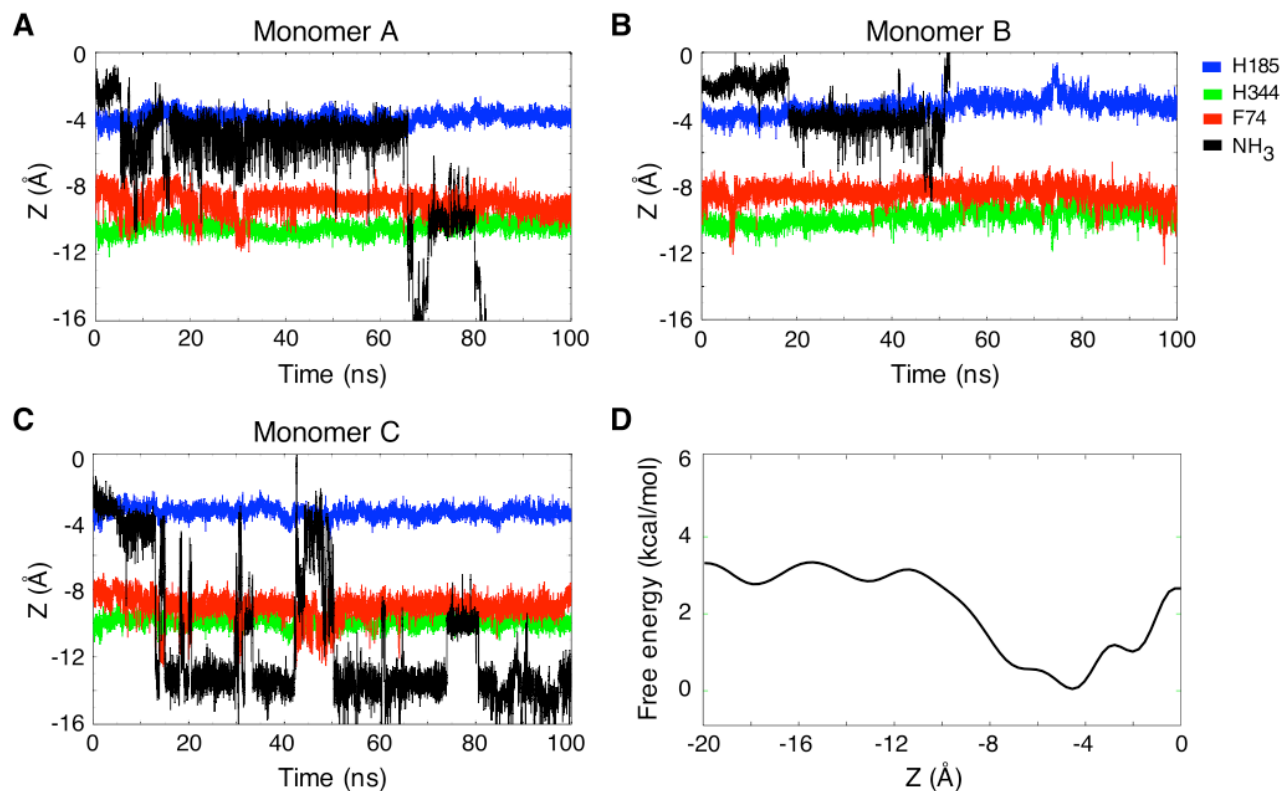 A
Monomer A
0
-4
-8
-12
-16
Z (Å)
0 20 40 60 80 100
Time (ns)
B
Monomer B
0
-4
-8
-12
-16
Z (Å)
0 20 40 60 80 100
Time (ns)
H185
H344
F74
NH3
C
Monomer C
0
-4
-8
-12
-16
Z (Å)
0 20 40 60 80 100
Time (ns)
D
6
4
2
0
Free energy (kcal/mol)
-20 -16 -12 -8 -4 0
Z (Å)